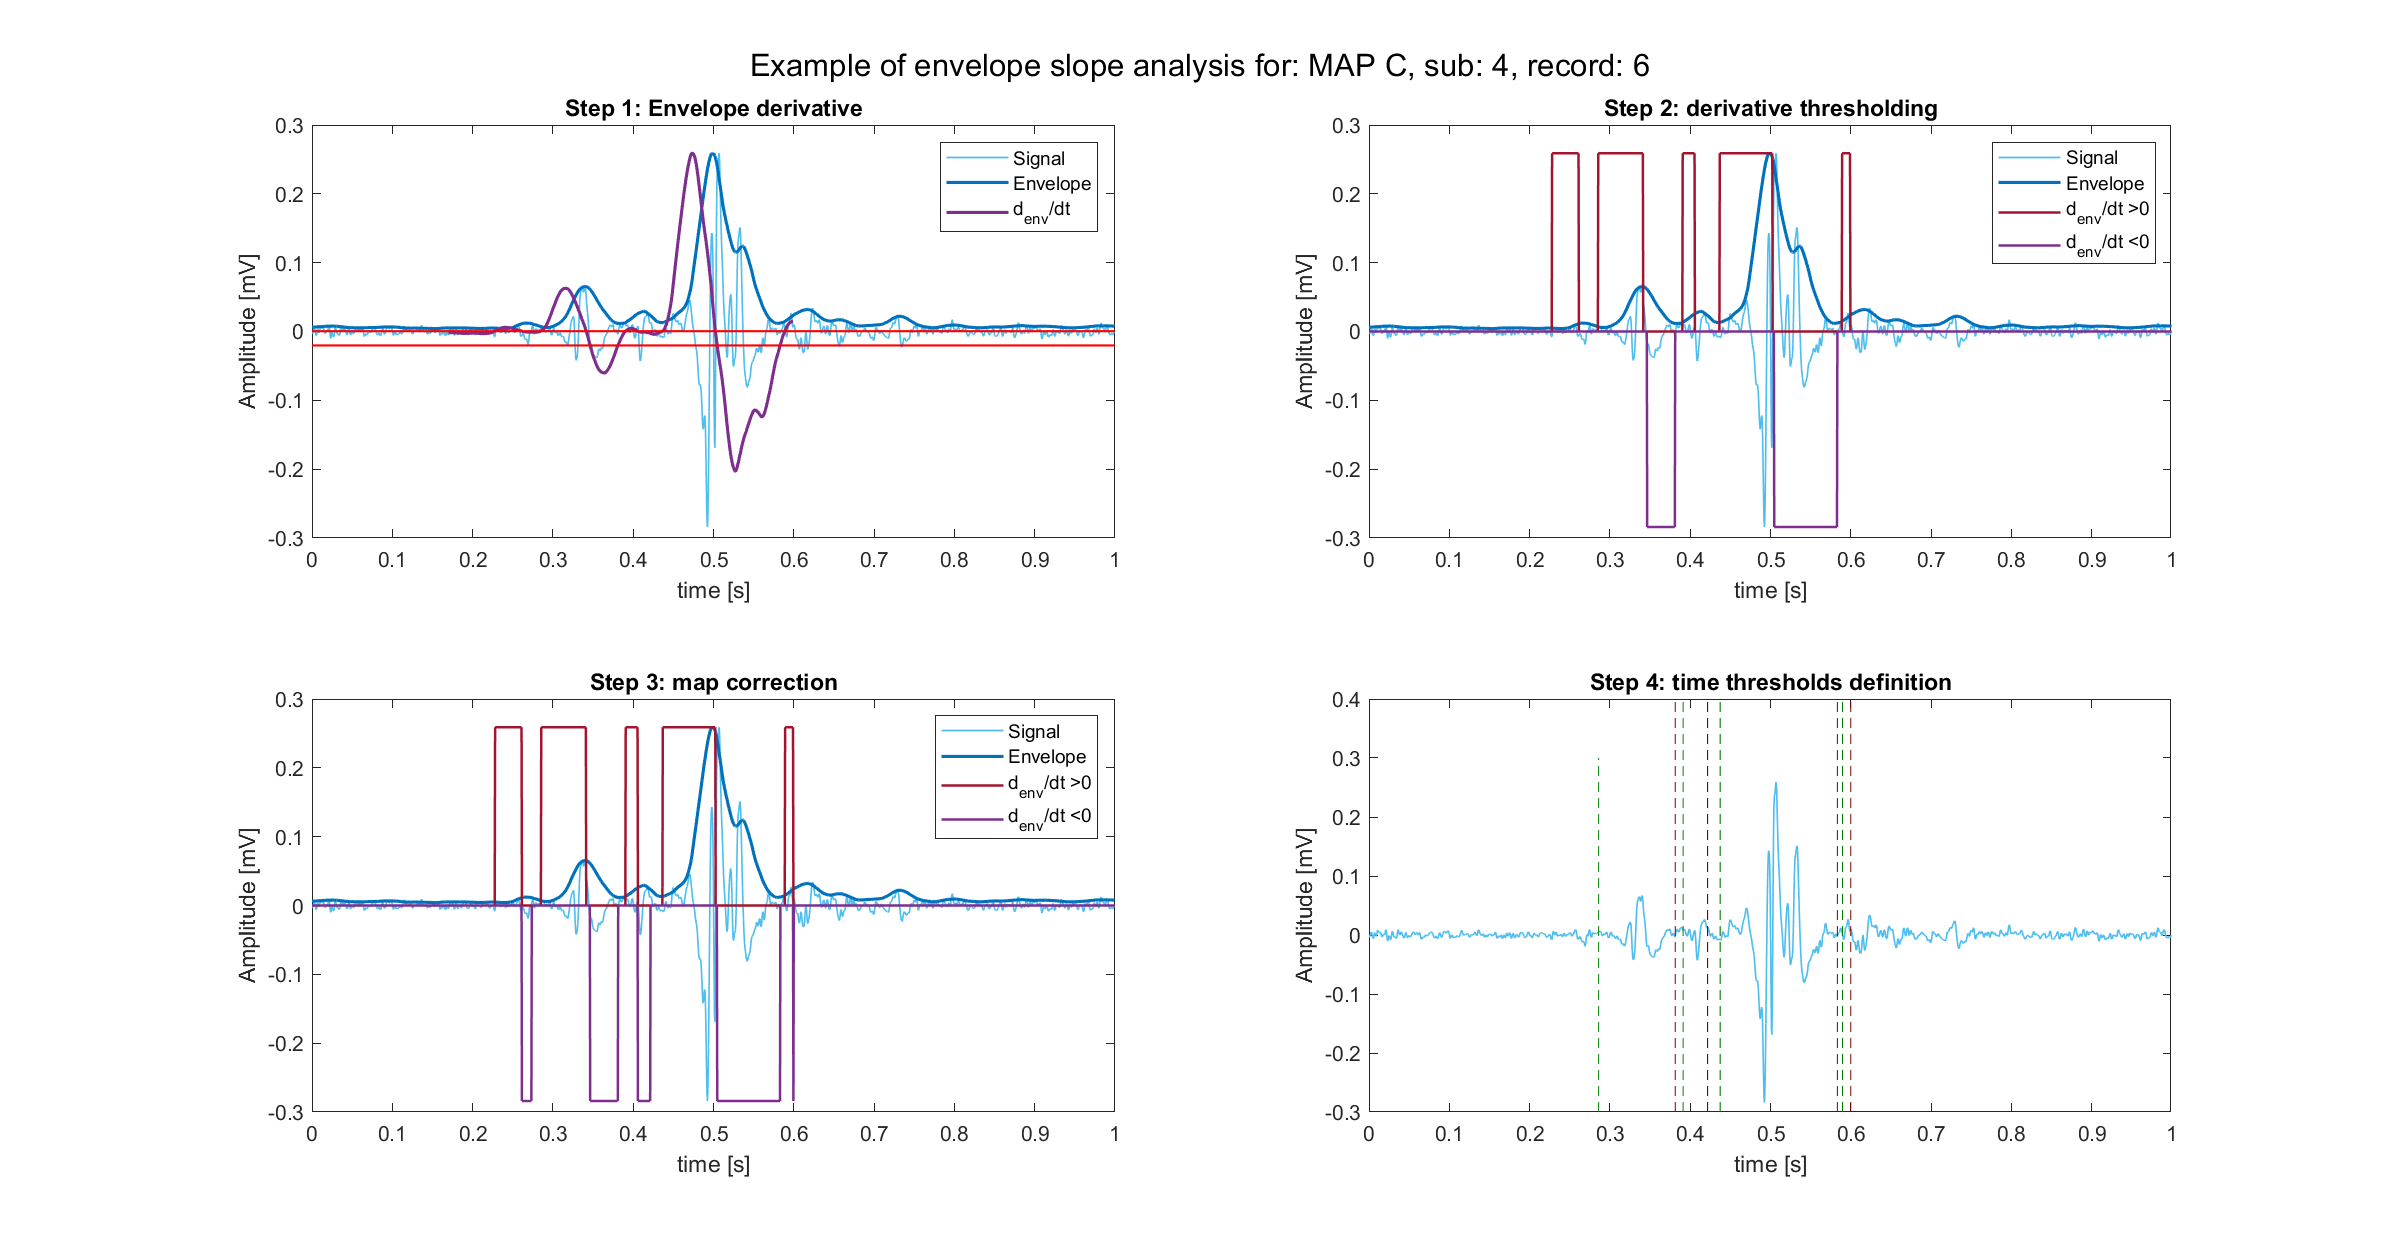 Example of envelope slope analysis for: MAP C, sub: 4, record: 6
Step 1: Envelope derivative
0.3
0.2
0.1
0
-0.1
-0.2
-0.3
Amplitude [mV]
0 0.1 0.2 0.3 0.4 0.5 0.6 0.7 0.8 0.9 1
time [s]
Signal
Envelope
d_env/dt
Step 2: derivative thresholding
0.3
0.2
0.1
0
-0.1
-0.2
-0.3
Amplitude [mV]
0 0.1 0.2 0.3 0.4 0.5 0.6 0.7 0.8 0.9 1
time [s]
Signal
Envelope
d_env/dt >0
d_env/dt <0
Step 3: map correction
0.3
0.2
0.1
0
-0.1
-0.2
-0.3
Amplitude [mV]
0 0.1 0.2 0.3 0.4 0.5 0.6 0.7 0.8 0.9 1
time [s]
Signal
Envelope
d_env/dt >0
d_env/dt <0
Step 4: time thresholds definition
0.4
0.3
0.2
0.1
0
-0.1
-0.2
-0.3
Amplitude [mV]
0 0.1 0.2 0.3 0.4 0.5 0.6 0.7 0.8 0.9 1
time [s]